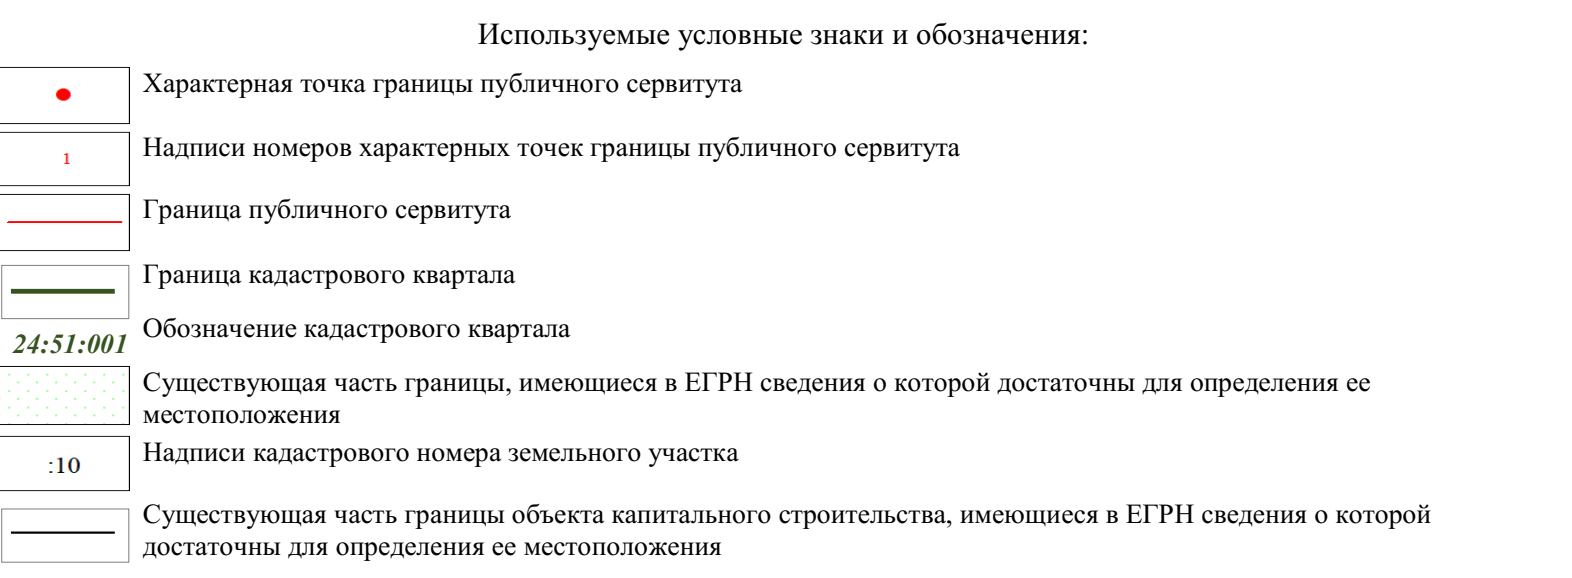 Используемые условные знаки и обозначения:
Характерная точка границы публичного сервитута
1
Надписи номеров характерных точек границы публичного сервитута
Граница публичного сервитута
Граница кадастрового квартала
24:51:001
Обозначение кадастрового квартала
Существующая часть границы, имеющиеся в ЕГРН сведения о которой достаточны для определения ее
местоположения
:10
Надписи кадастрового номера земельного участка
Существующая часть границы объекта капитального строительства, имеющиеся в ЕГРН сведения о которой
достаточны для определения ее местоположения